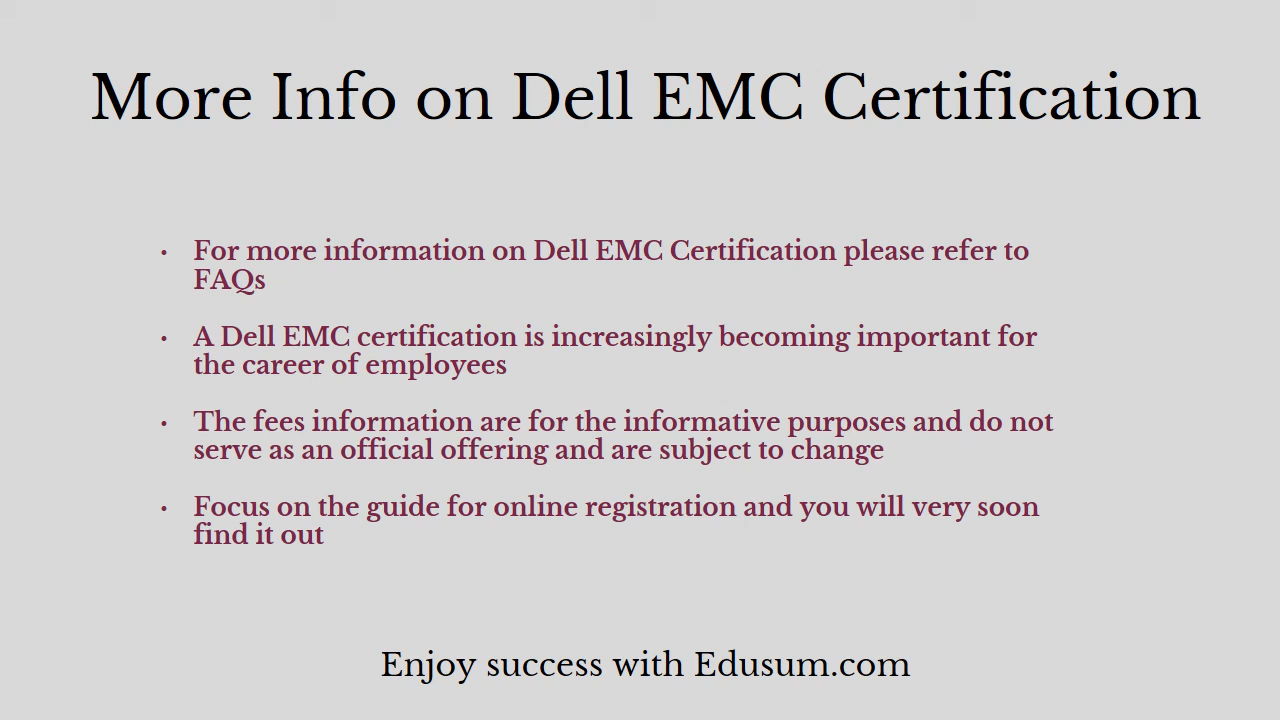 More Info on Dell EMC Certification
• For more information on Dell EMC Certification please refer to
FAQs
• A Dell EMC certification is increasingly becoming important for
the career of employees
• The fees information are for the informative purposes and do not
serve as an official offering and are subject to change
• Focus on the guide for online registration and you will very soon
find it out
Enjoy success with Edusum.com